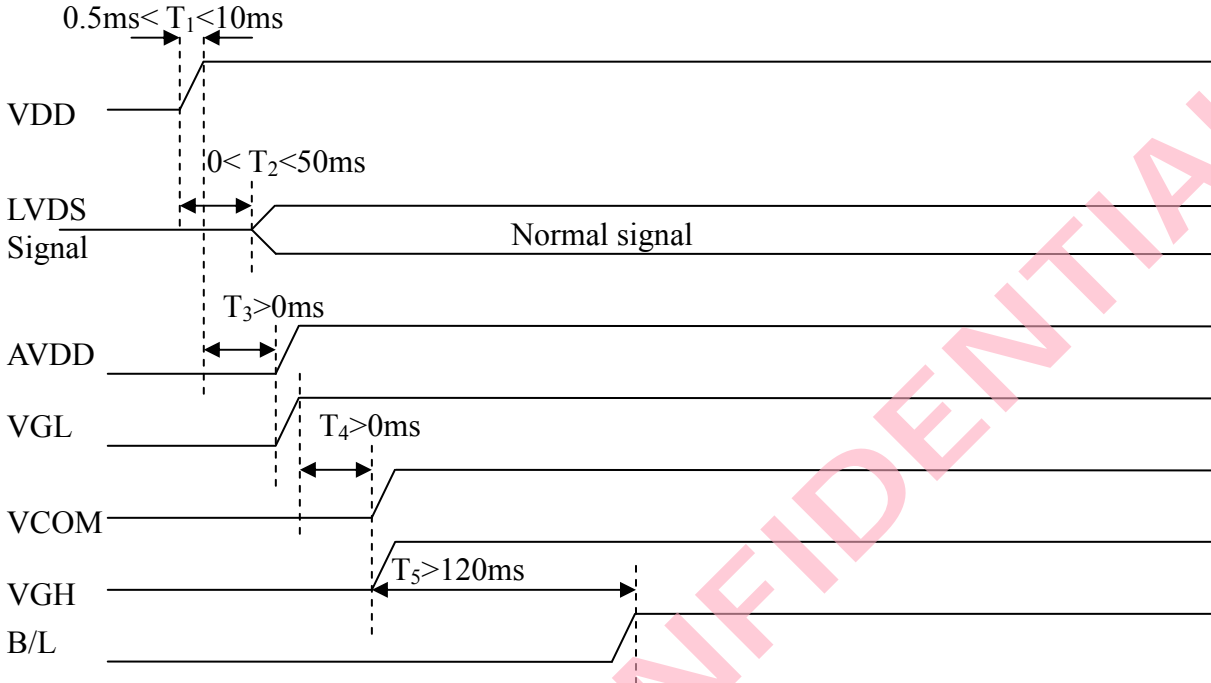 0.5ms< T₁<10ms
VDD
0< T₂<50ms
LVDS
Signal
Normal signal
T₃>0ms
AVDD
VGL
T₄>0ms
VCOM
T₅>120ms
VGH
B/L
NFIDENTIAL